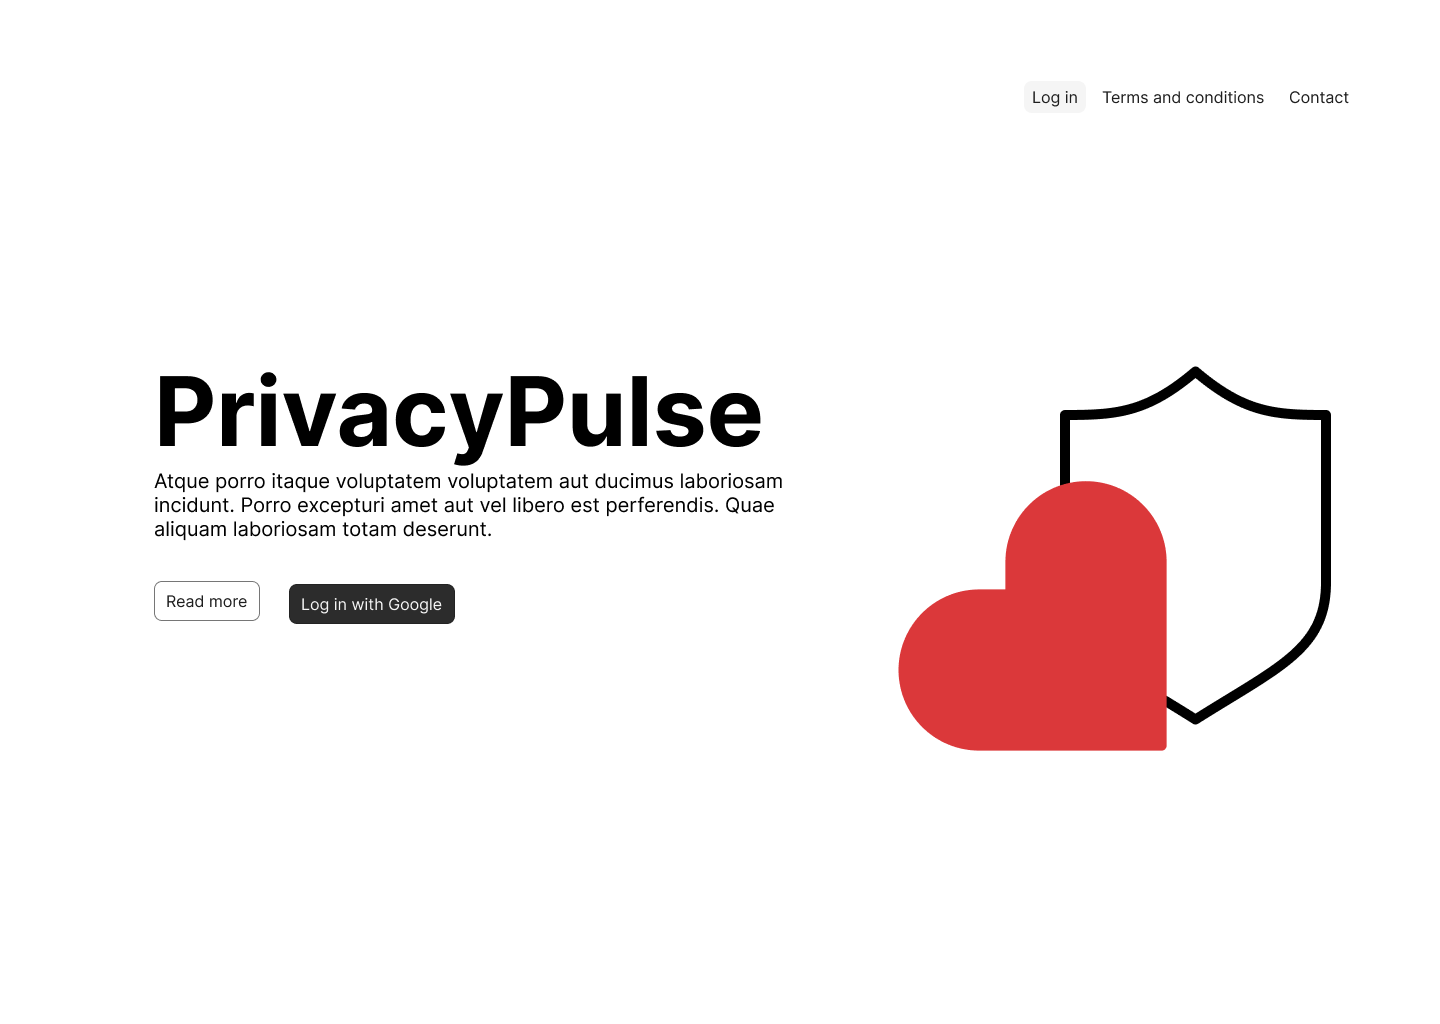 Log in
Terms and conditions
Contact
PrivacyPulse
Atque porro itaque voluptatem voluptatem aut ducimus laboriosam
incidunt. Porro excepturi amet aut vel libero est perferendis. Quae
aliquam laboriosam totam deserunt.
Read more
Log in with Google